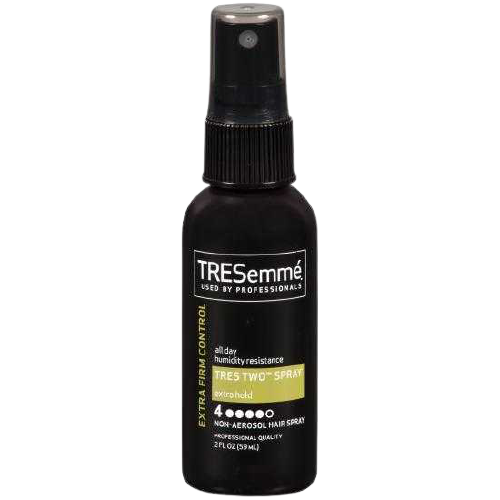 TRESemmé
USED BY PROFESSIONALS
EXTRA FIRM CONTROL
all day
humidity resistance
TRES TWO™ SPRAY
extra hold
4
NON-AEROSOL HAIR SPRAY
PROFESSIONAL QUALITY
2 FL OZ (59 mL)